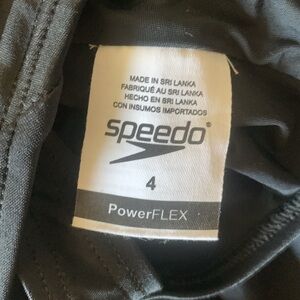 MADE IN SRI LANKA
FABRIQUÉ AU SRI LANKA
HECHO EN SRI LANKA
CON INSUMOS IMPORTADOS
speedo®
4
PowerFLEX